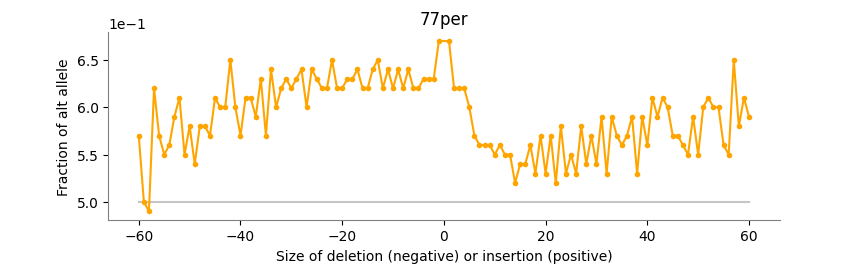 77per
1e−1
6.5
6.0
5.5
5.0
Fraction of alt allele
−60 −40 −20 0 20 40 60
Size of deletion (negative) or insertion (positive)